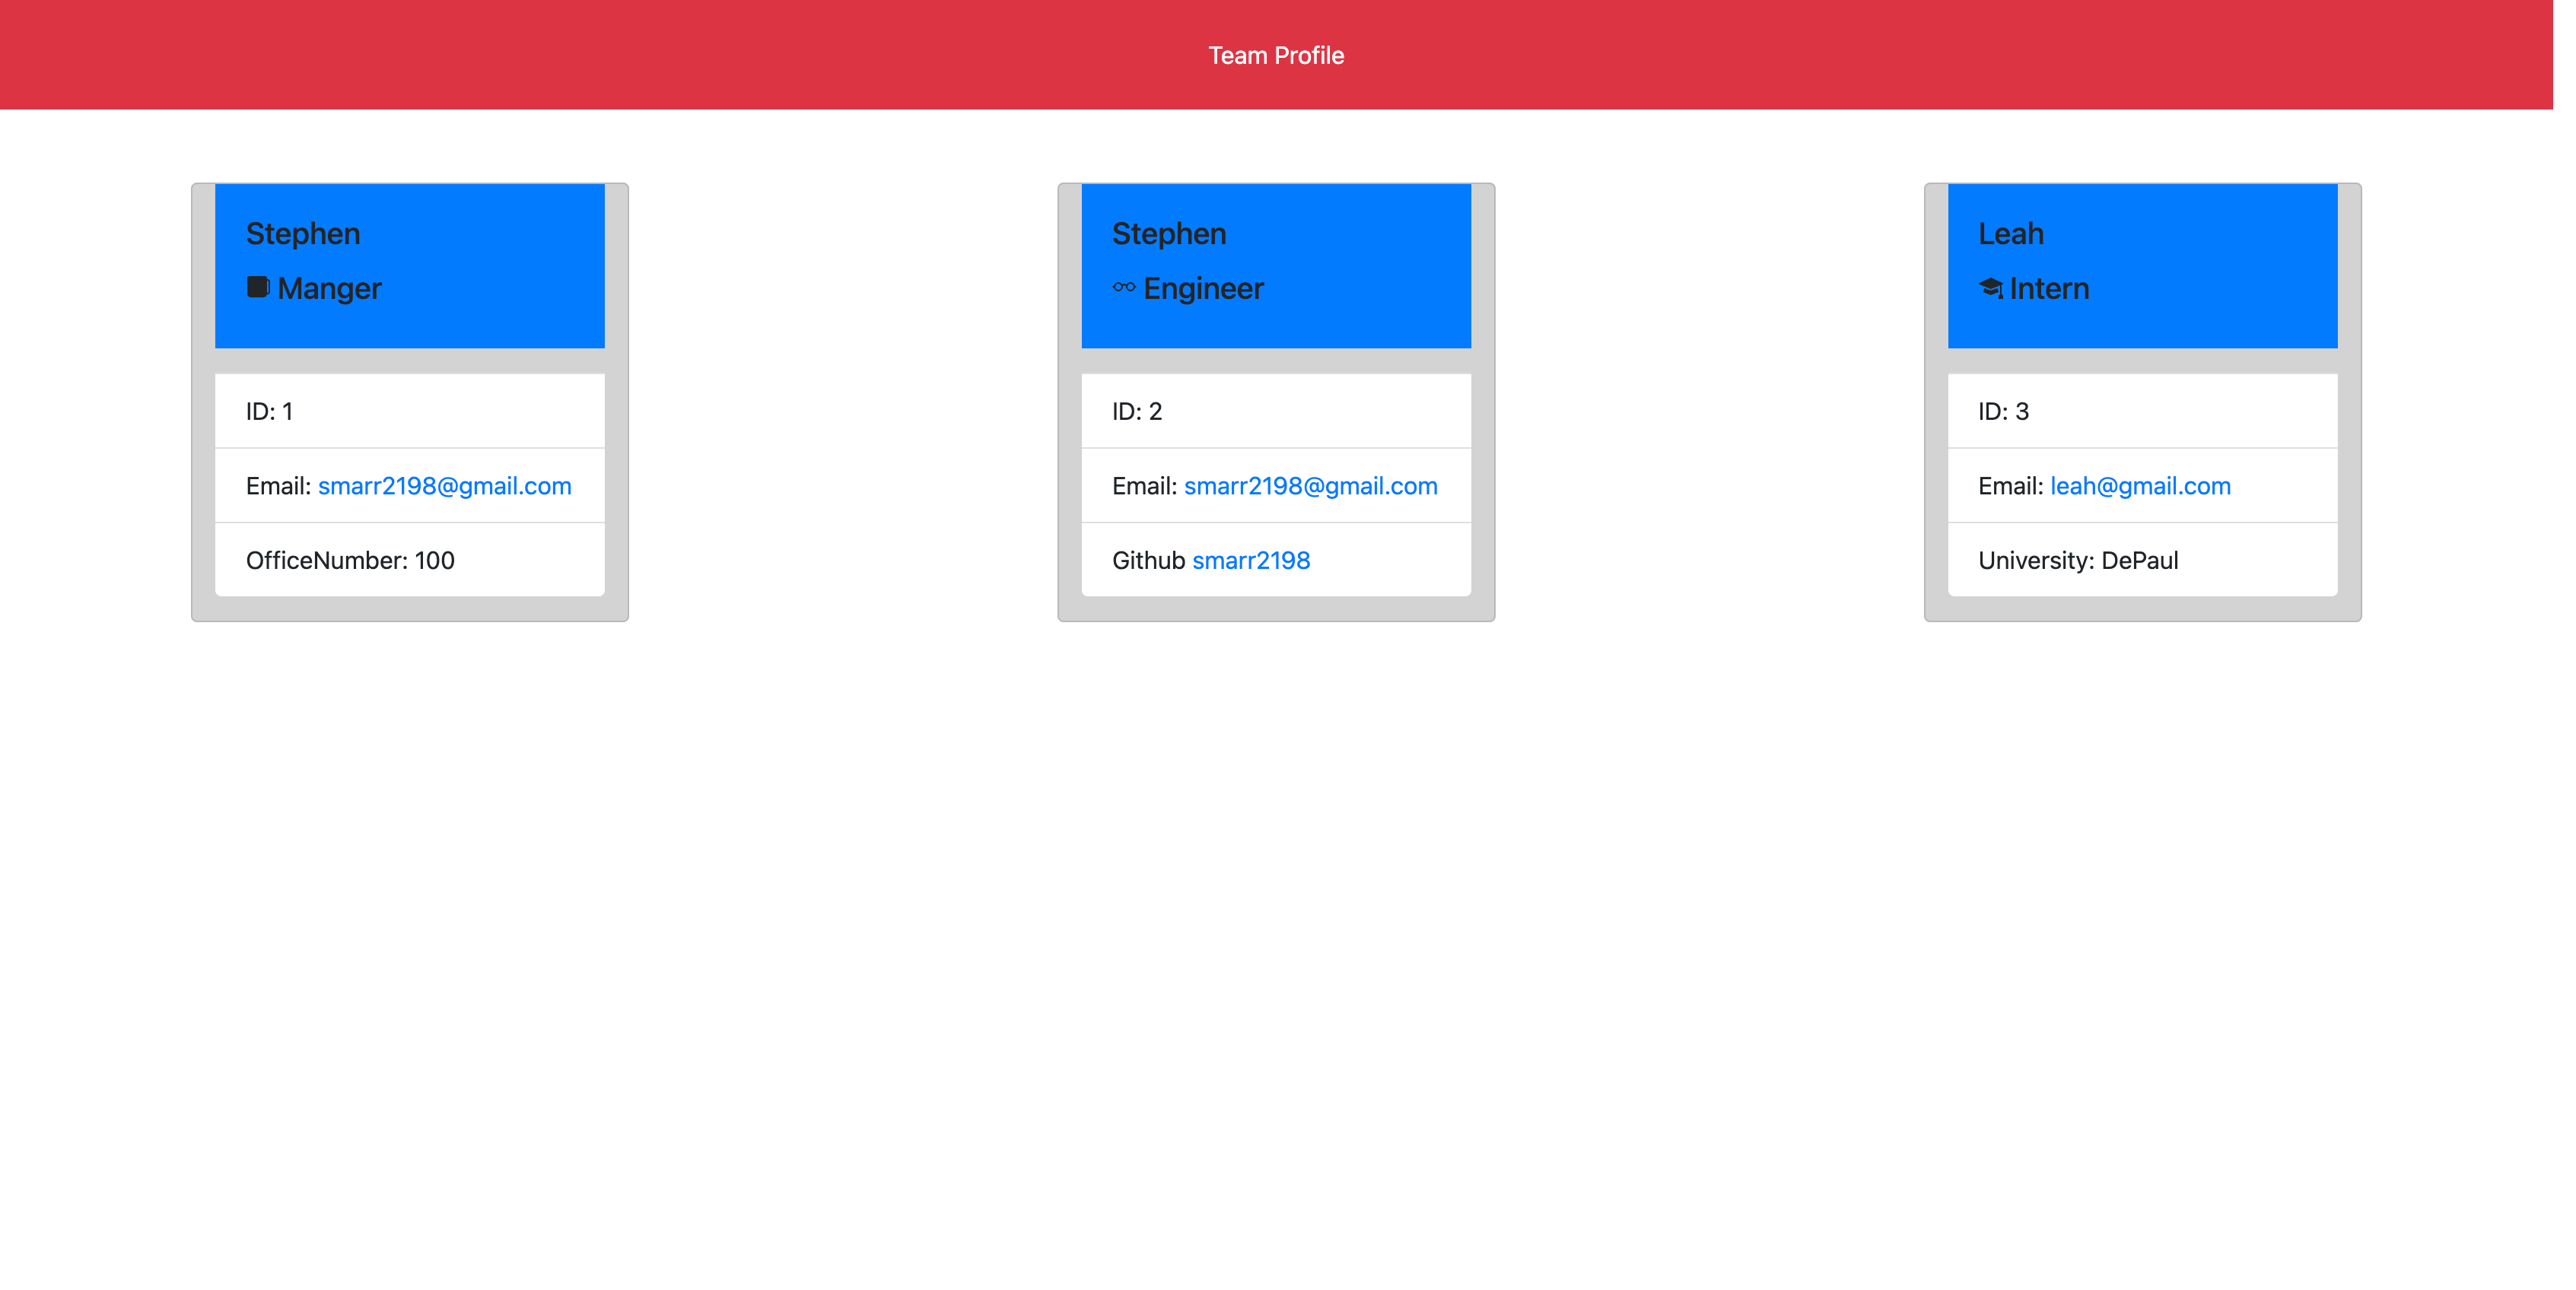 Team Profile
Stephen
Manger
ID: 1
Email: smarr2198@gmail.com
OfficeNumber: 100
Stephen
Engineer
ID: 2
Email: smarr2198@gmail.com
Github smarr2198
Leah
Intern
ID: 3
Email: leah@gmail.com
University: DePaul